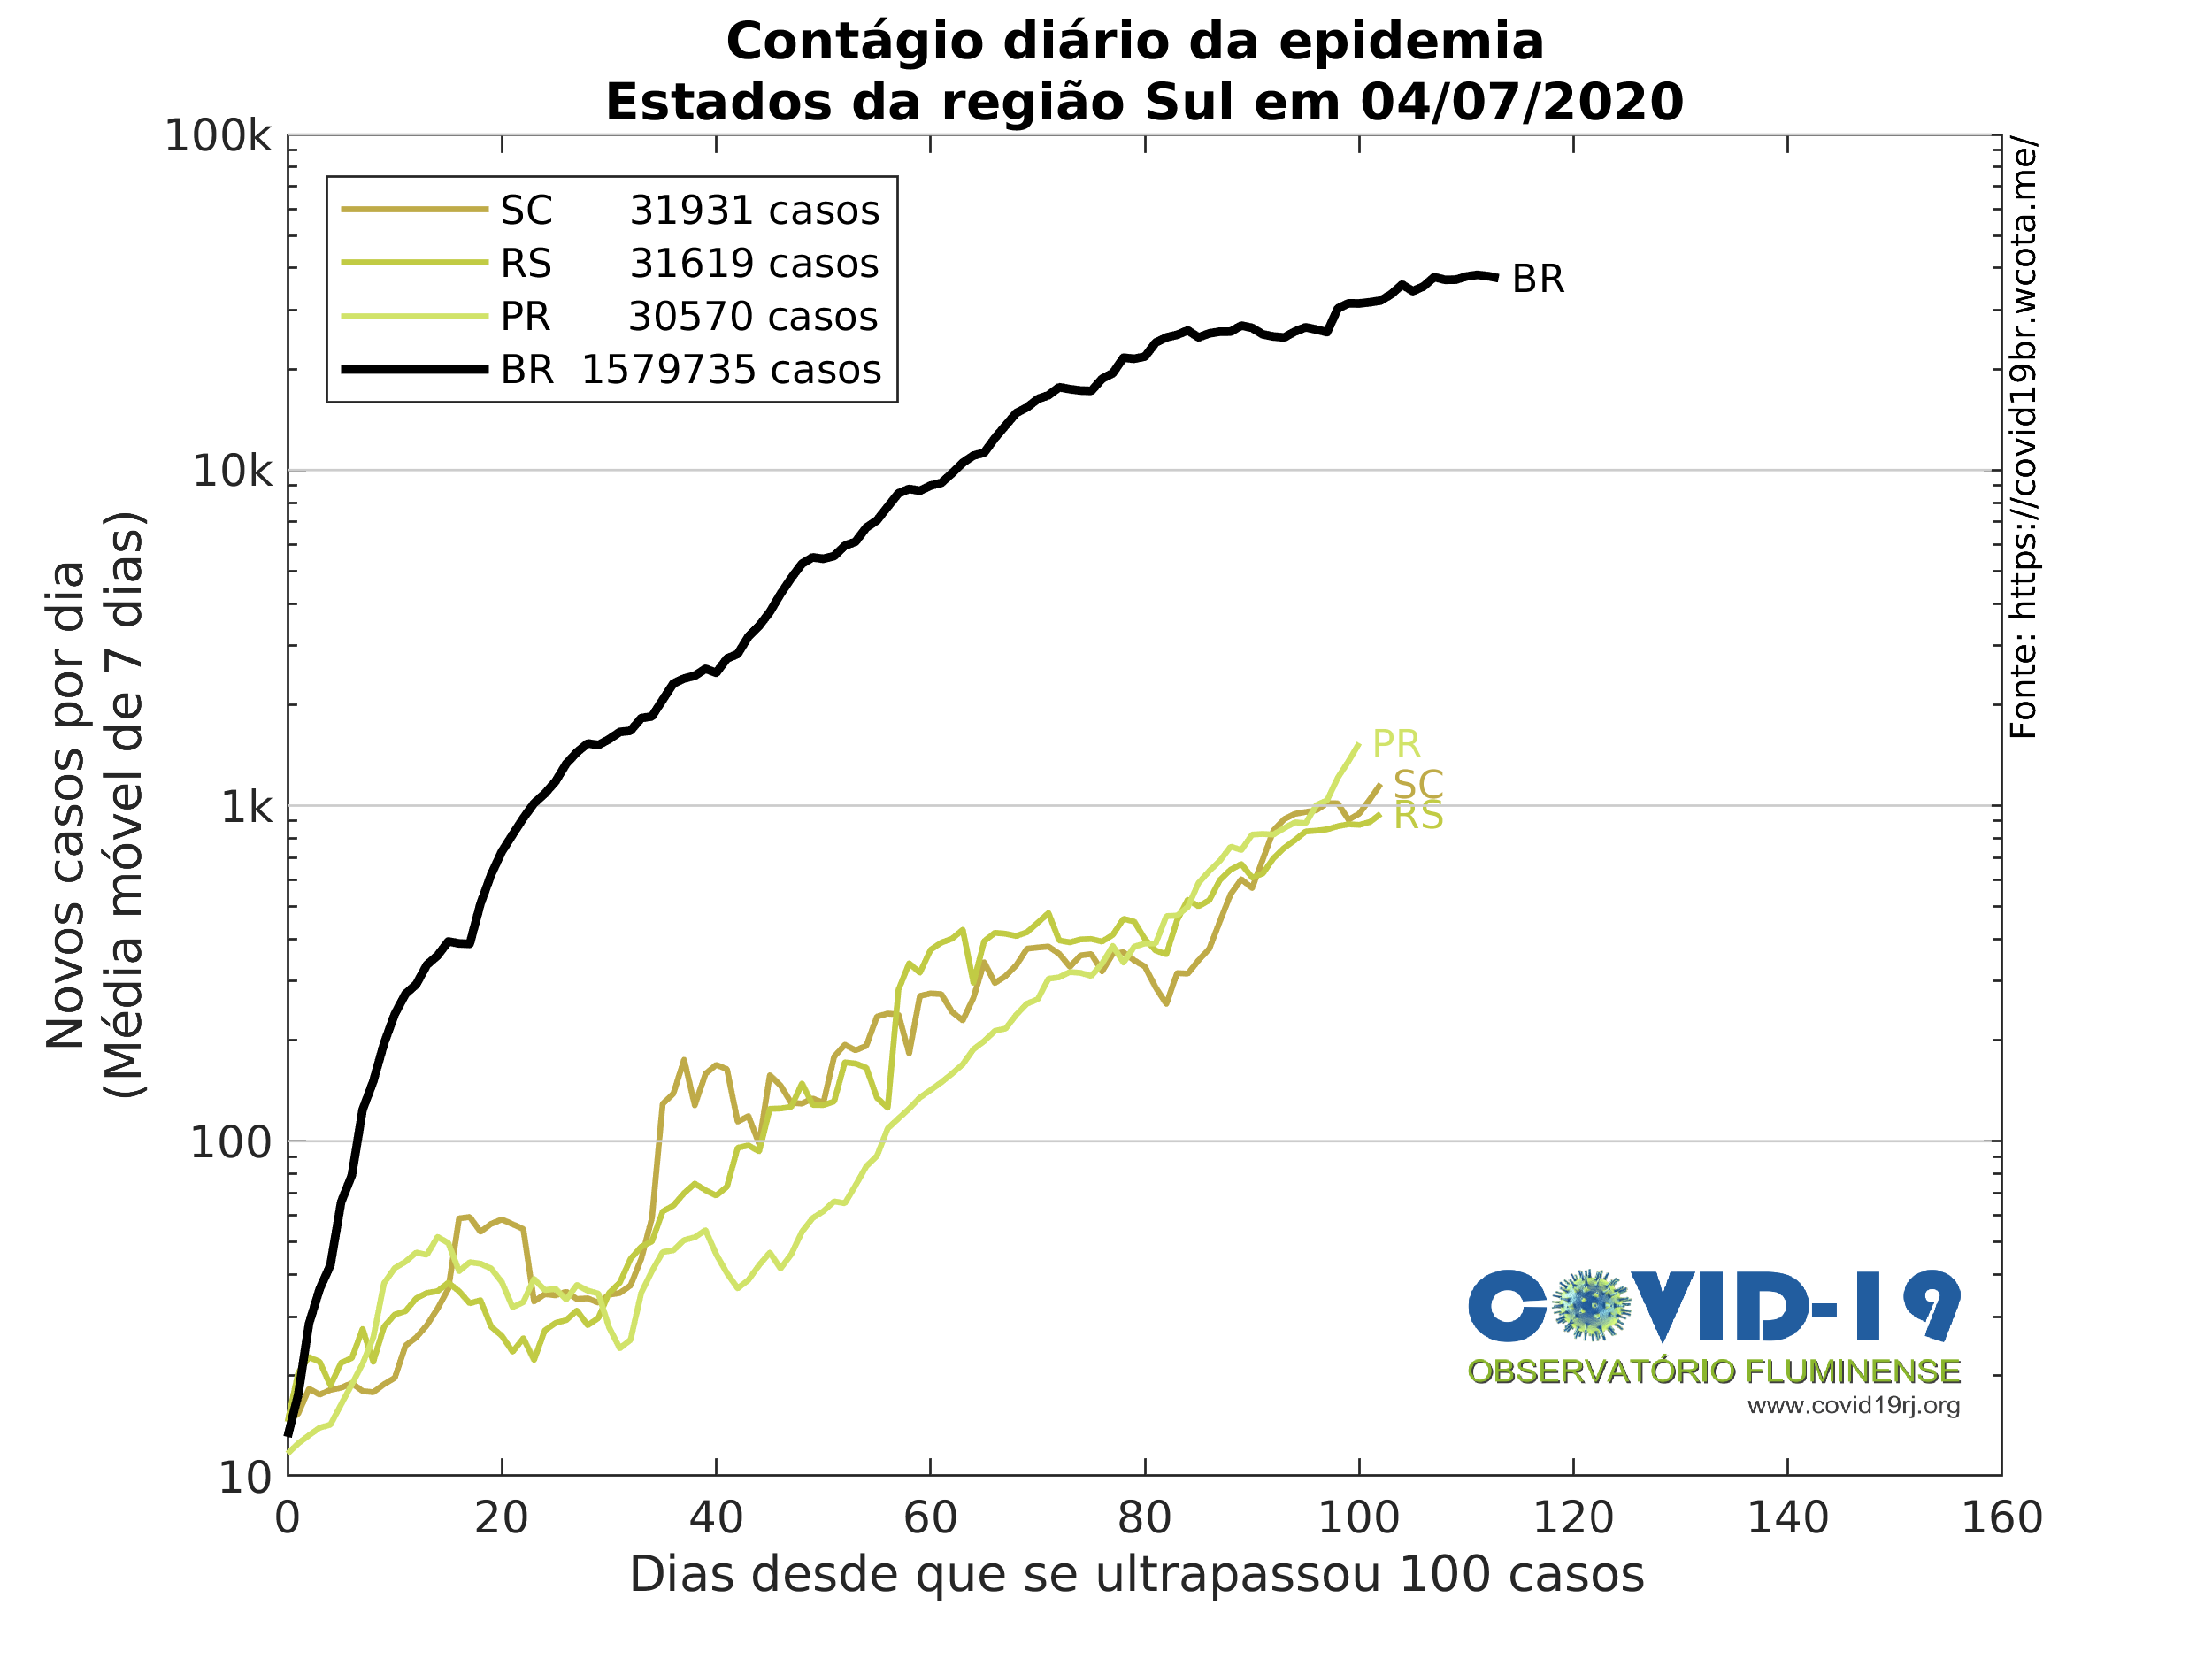 Contágio diário da epidemia
Estados da região Sul em 04/07/2020
100k
10k
1k
100
10
Novos casos por dia
(Média móvel de 7 dias)
SC 31931 casos
RS 31619 casos
PR 30570 casos
BR 1579735 casos
BR
PR
SC
RS
Fonte: https://covid19br.wcota.me/
COVID-19
OBSERVATÓRIO FLUMINENSE
www.covid19rj.org
0 20 40 60 80 100 120 140 160
Dias desde que se ultrapassou 100 casos